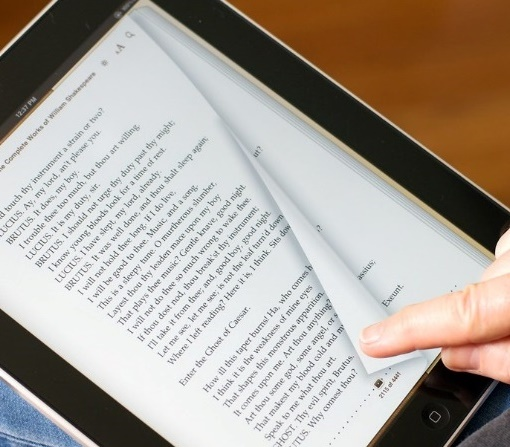 12:37 PM
he Complete Works of William Shakespeare
A
d touch thy instrument a strain or two?
LUCIUS. Ay, my lord, an't please you.
BRUTUS. It does, my boy.
I trouble thee too much, but thou art willing.
LUCIUS. It is my duty, sir.
BRUTUS. I should not urge thy duty past thy might;
I know young bloods look for a time of rest.
LUCIUS. I have slept, my lord, already.
BRUTUS. It was well done, and thou shalt sleep again;
I will not hold thee long. If I do live,
I will be good to thee. Music, and a song.
This is a sleepy tune. O murtherous slumber,
Layest thou thy leaden mace upon my boy
That plays thee music? Gentle knave, good night.
I will not do thee so much wrong to wake thee.
If thou dost nod, thou break'st thy instrument;
I'll take it from thee; and, good boy, good night.
Let me see, let me see; is not the leaf turn'd down
Where I left reading? Here it is, I think. Sits dow
Enter the Ghost of Caesar.
How ill this taper burns! Ha, who comes h
I think it is the weakness of mine eyes
That shapes this monstrous apparition.
It comes upon me. Art thou anything?
Art thou some god, some angel, or
That makest my blood cold and my
Speak to me what thou art.
HOST. Thy evil spirit, Brutus.
TUS. Why comest thou?
ut?
?
assius;
Exeunt.
2115 of 4441